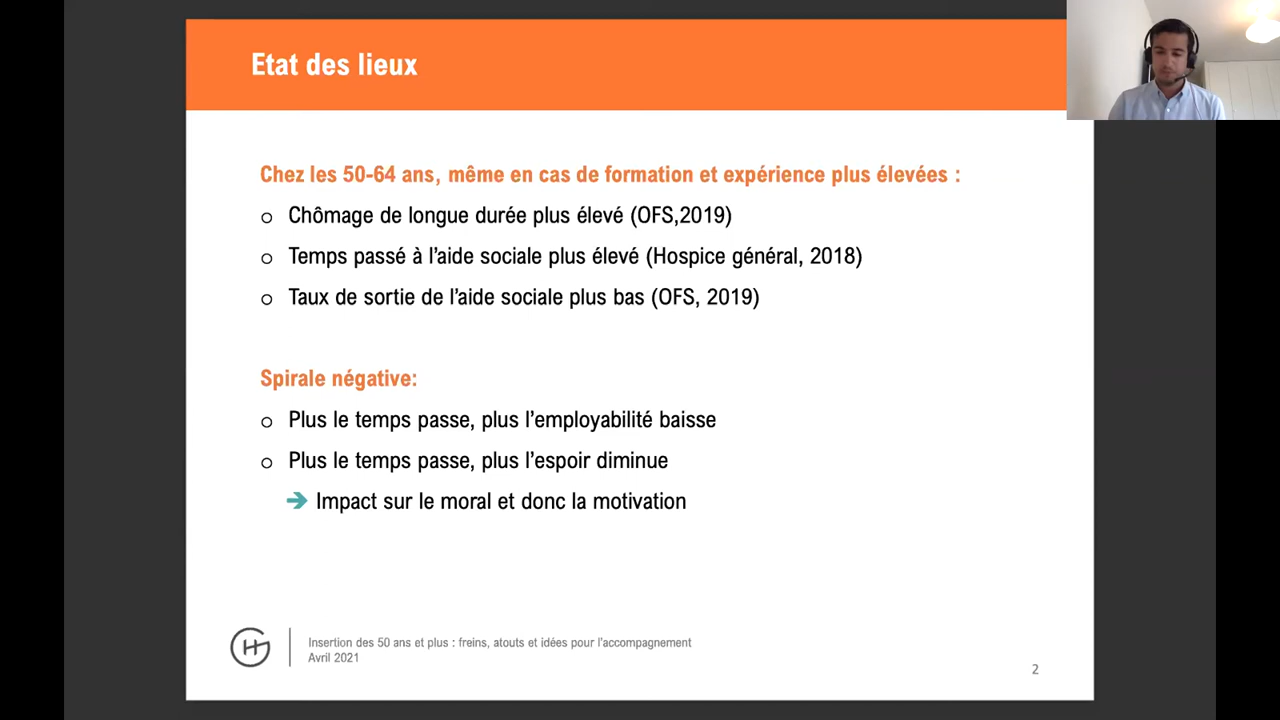 Etat des lieux
Chez les 50-64 ans, même en cas de formation et expérience plus élevées :
o Chômage de longue durée plus élevé (OFS,2019)
o Temps passé à l’aide sociale plus élevé (Hospice général, 2018)
o Taux de sortie de l’aide sociale plus bas (OFS, 2019)
Spirale négative:
o Plus le temps passe, plus l’employabilité baisse
o Plus le temps passe, plus l’espoir diminue
➔ Impact sur le moral et donc la motivation
Insertion des 50 ans et plus : freins, atouts et idées pour l’accompagnement
Avril 2021
2